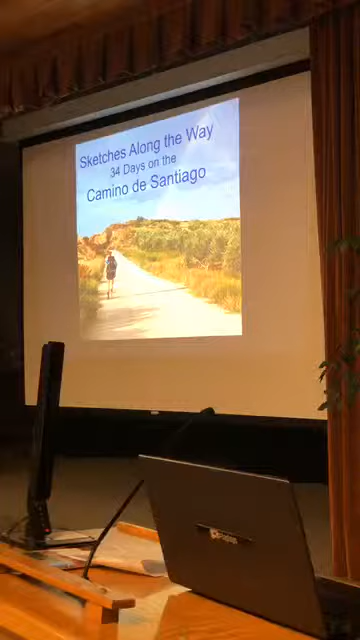 Sketches Along the Way
34 Days on the
Camino de Santiago